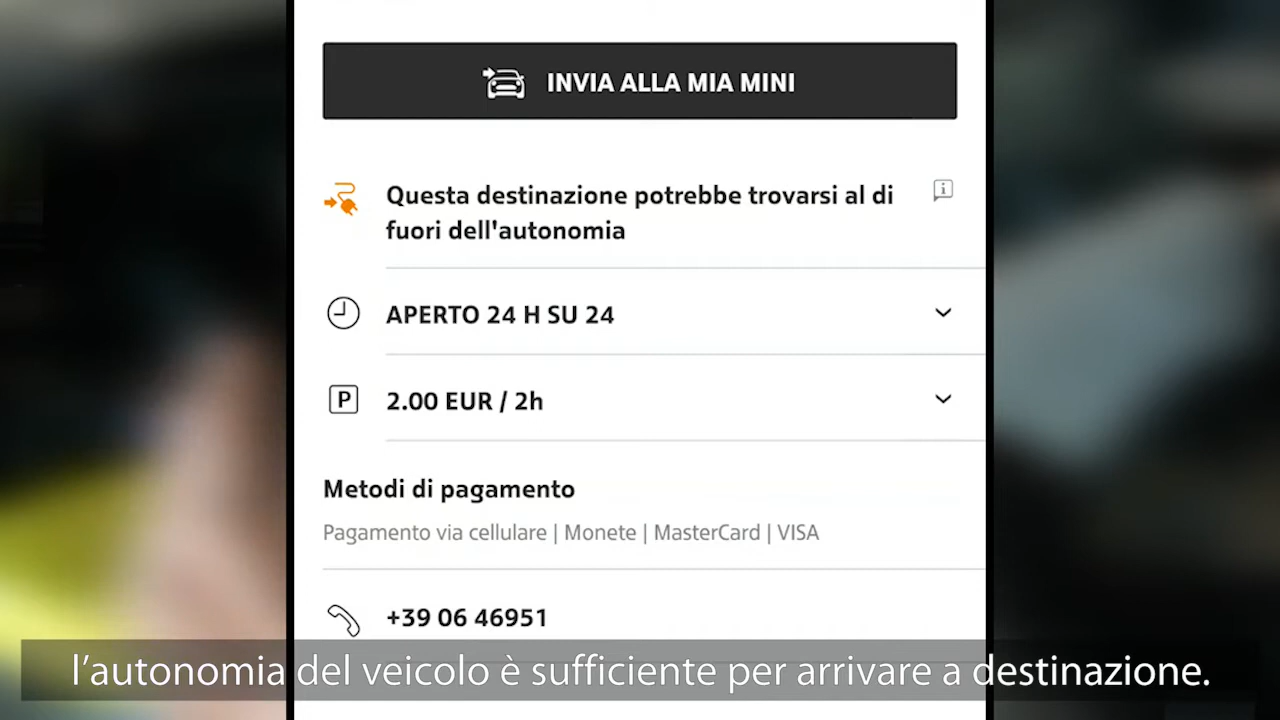 INVIA ALLA MIA MINI
Questa destinazione potrebbe trovarsi al di
fuori dell'autonomia
APERTO 24 H SU 24
P 2.00 EUR / 2h
Metodi di pagamento
Pagamento via cellulare | Monete | MasterCard | VISA
+39 06 46951
l’autonomia del veicolo è sufficiente per arrivare a destinazione.